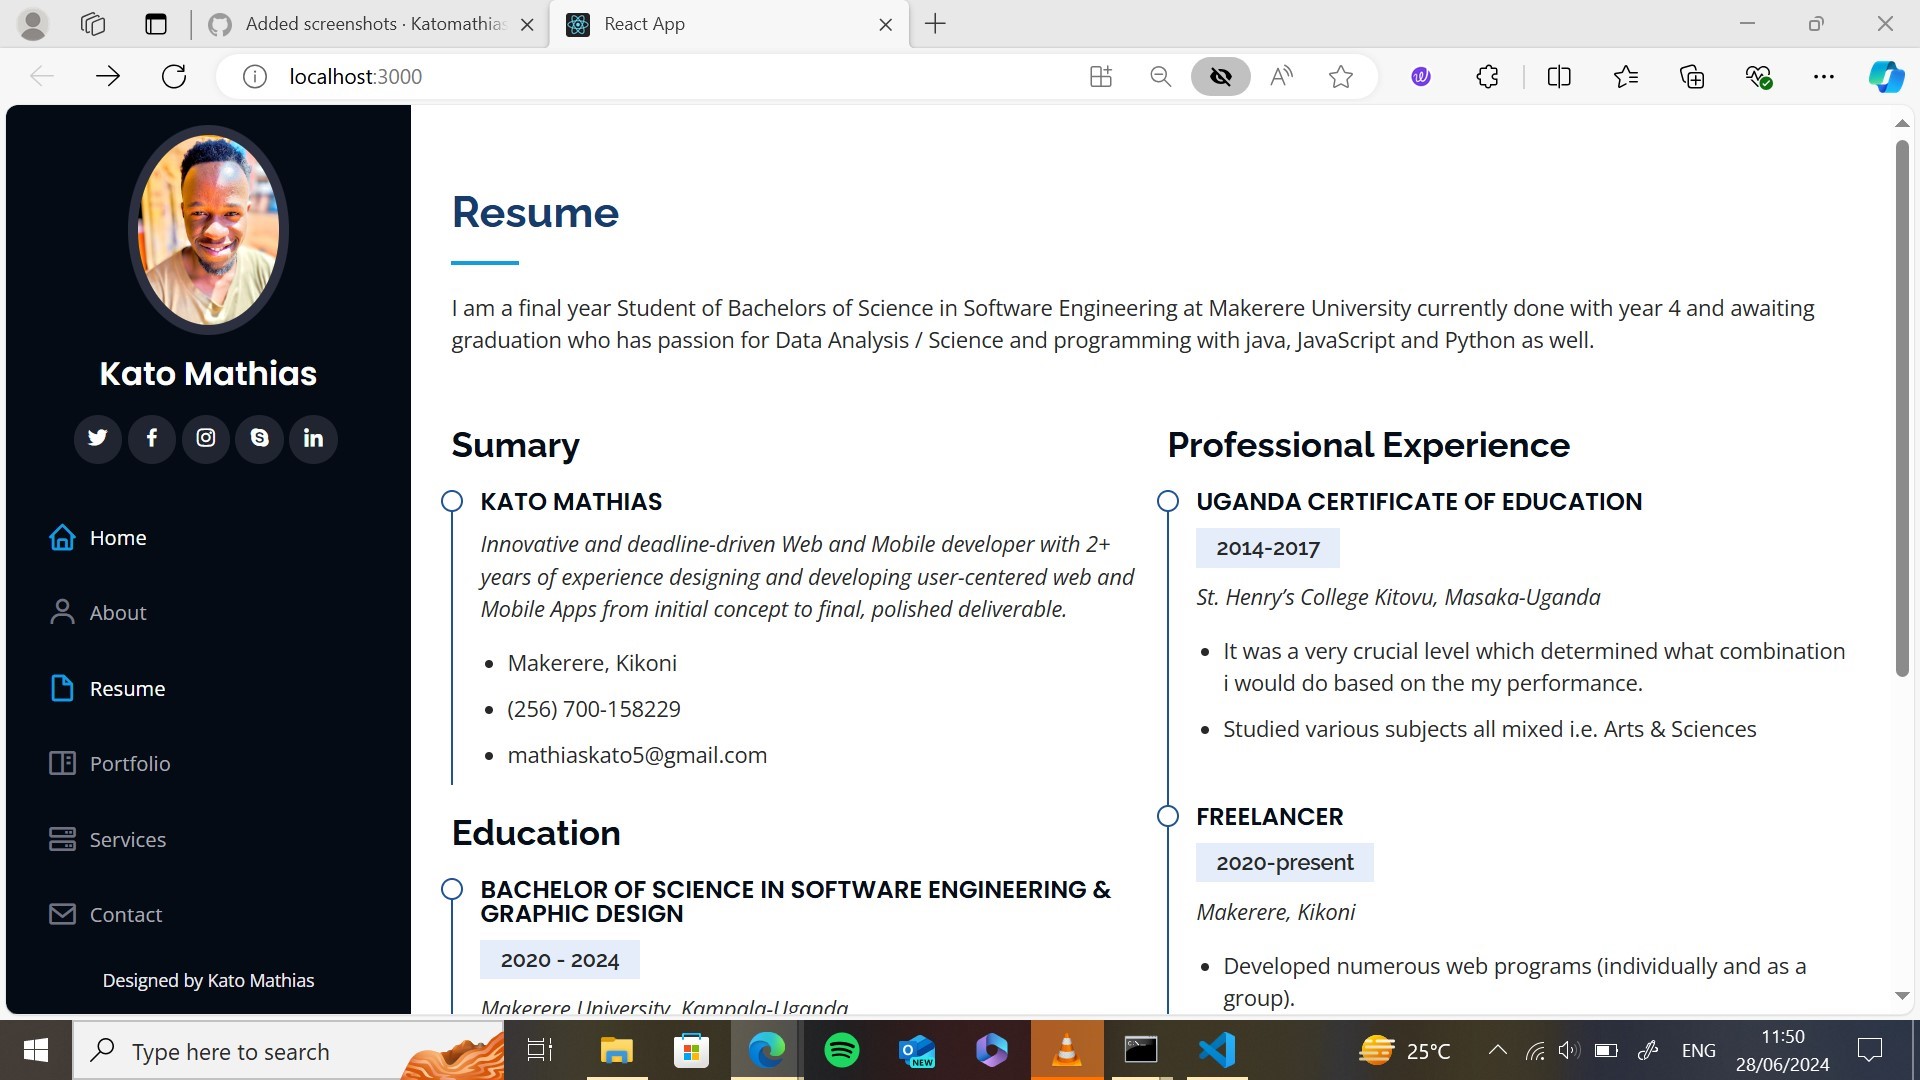 Added screenshots · Katomathias
React App
localhost:3000
Kato Mathias
Home
About
Resume
Portfolio
Services
Contact
Designed by Kato Mathias
Resume
I am a final year Student of Bachelors of Science in Software Engineering at Makerere University currently done with year 4 and awaiting
graduation who has passion for Data Analysis / Science and programming with java, JavaScript and Python as well.
Sumary
KATO MATHIAS
Innovative and deadline-driven Web and Mobile developer with 2+
years of experience designing and developing user-centered web and
Mobile Apps from initial concept to final, polished deliverable.
Makerere, Kikoni
(256) 700-158229
mathiaskato5@gmail.com
Education
BACHELOR OF SCIENCE IN SOFTWARE ENGINEERING &
GRAPHIC DESIGN
2020 - 2024
Makerere University, Kampala-Uganda
Professional Experience
UGANDA CERTIFICATE OF EDUCATION
2014-2017
St. Henry’s College Kitovu, Masaka-Uganda
It was a very crucial level which determined what combination
i would do based on the my performance.
Studied various subjects all mixed i.e. Arts & Sciences
FREELANCER
2020-present
Makerere, Kikoni
Developed numerous web programs (individually and as a
group).
Type here to search
NEW
25°C
ENG
11:50
28/06/2024